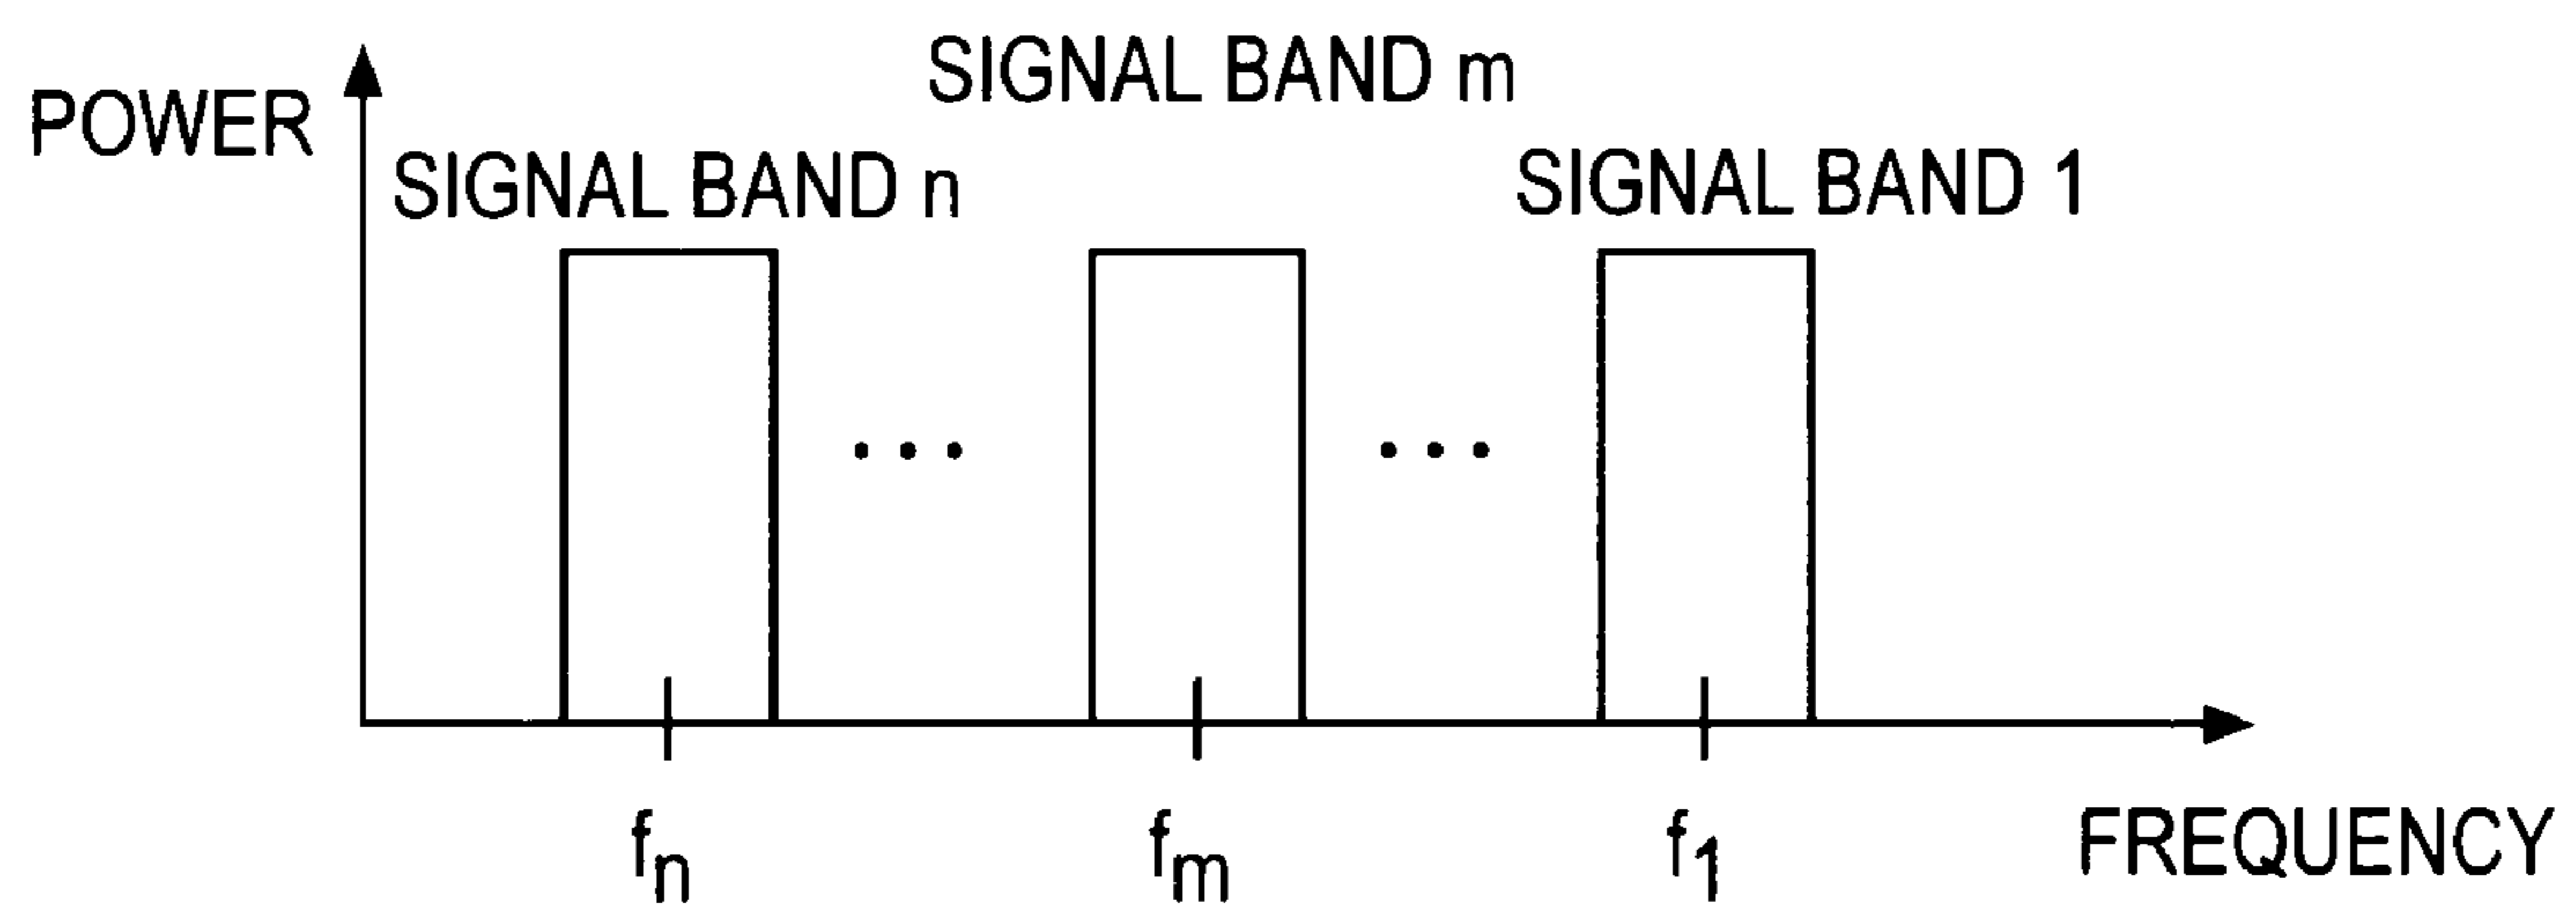 POWER
SIGNAL BAND m
SIGNAL BAND n
SIGNAL BAND 1
...
...
fn
fm
f1
FREQUENCY